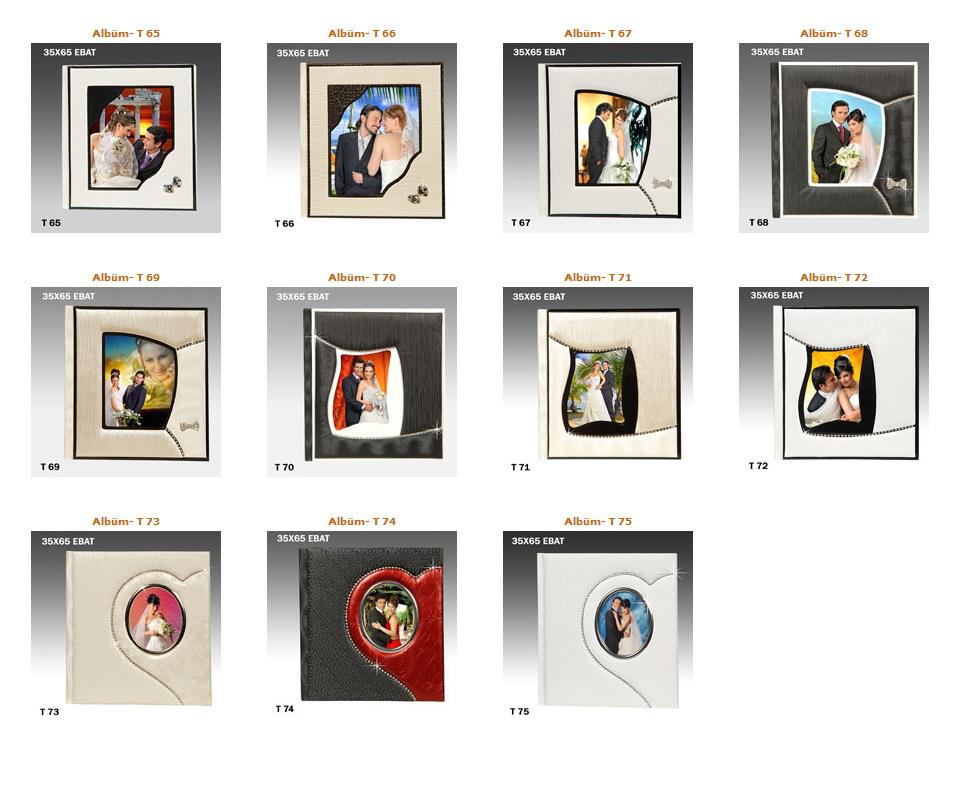 Albüm- T 65
Albüm- T 66
Albüm- T 67
Albüm- T 68
35X65 EBAT
35X65 EBAT
35X65 EBAT
35X65 EBAT
T 65
T 66
T 67
T 68
Albüm- T 69
Albüm- T 70
Albüm- T 71
Albüm- T 72
35X65 EBAT
35X65 EBAT
35X65 EBAT
35X65 EBAT
T 69
T 70
T 71
T 72
Albüm- T 73
Albüm- T 74
Albüm- T 75
35X65 EBAT
35X65 EBAT
35X65 EBAT
T 73
T 74
T 75